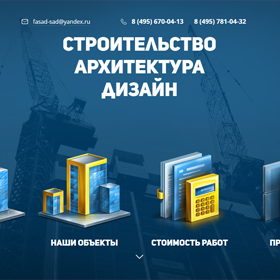 fasad-sad@yandex.ru 8 (495) 670-04-13 8 (495) 781-04-32
СТРОИТЕЛЬСТВО
АРХИТЕКТУРА
ДИЗАЙН
НАШИ ОБЪЕКТЫ СТОИМОСТЬ РАБОТ ПР